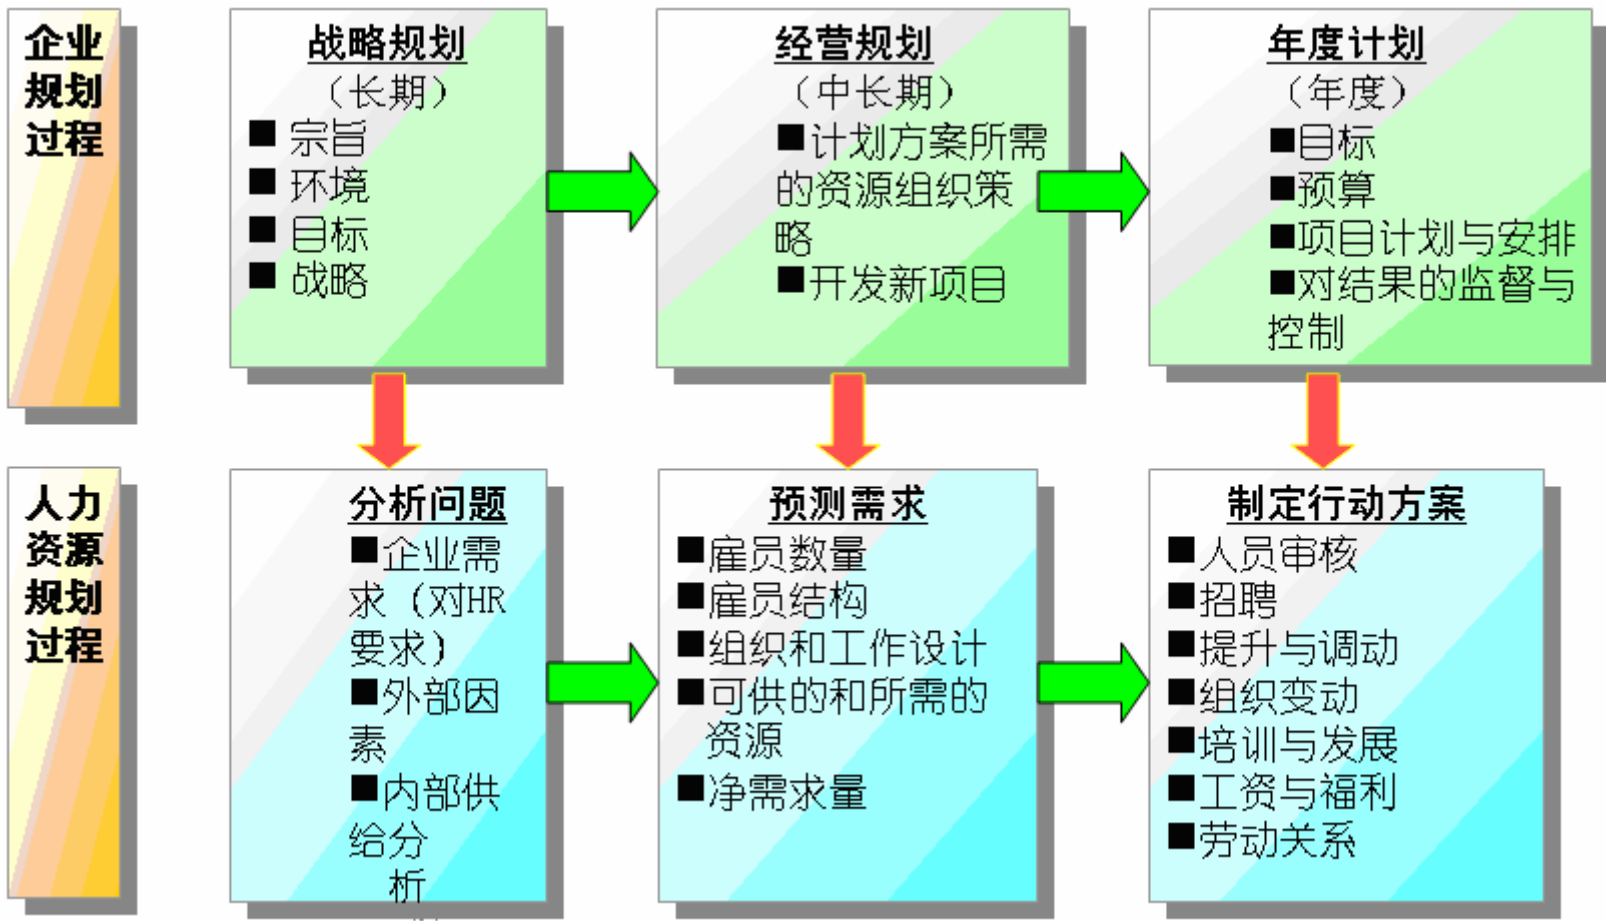 企业
规划
过程
战略规划
（长期）
■ 宗旨
■ 环境
■ 目标
■ 战略
经营规划
（中长期）
■计划方案所需
的资源组织策
略
■开发新项目
年度计划
（年度）
■目标
■预算
■项目计划与安排
■对结果的监督与
控制
人力
资源
规划
过程
分析问题
■企业需
求（对HR
要求）
■外部因
素
■内部供
给分
析
预测需求
■雇员数量
■雇员结构
■组织和工作设计
■可供的和所需的
资源
■净需求量
制定行动方案
■人员审核
■招聘
■提升与调动
■组织变动
■培训与发展
■工资与福利
■劳动关系